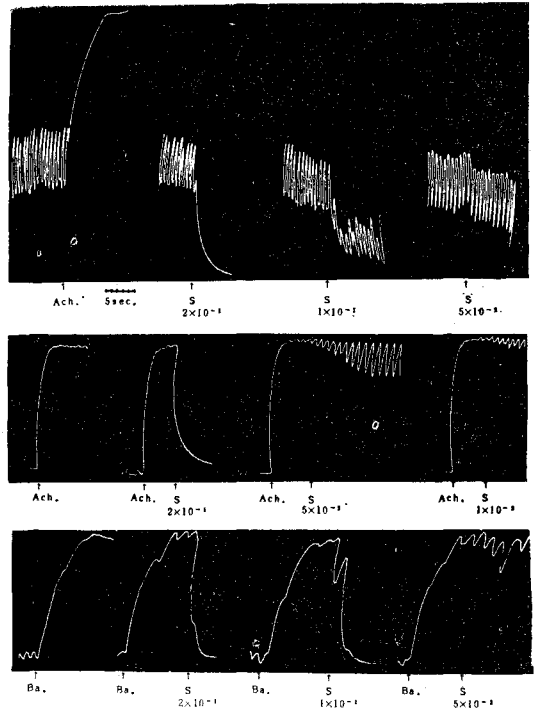 Ach. 5sec. S S S
2×10⁻¹ 1×10⁻¹ 5×10⁻²
Ach. Ach. S Ach. S Ach. S
2×10⁻¹ 5×10⁻² 1×10⁻²
Ba. Ba. S Ba. S Ba. S
2×10⁻¹ 1×10⁻¹ 5×10⁻²